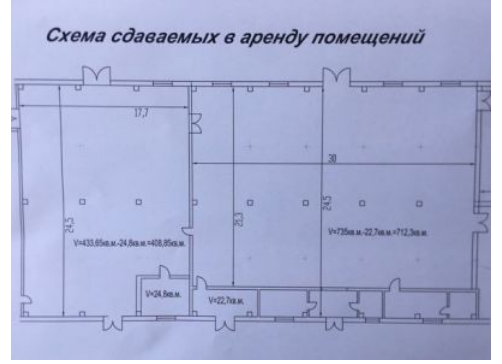 Схема сдаваемых в аренду помещений
17,7
30
24,5
21,3
24,5
V=433,65кв.м.-24,8кв.м.=408,85кв.м.
V=735кв.м.-22,7кв.м.=712,3кв.м.
V=24,8кв.м.
V=22,7кв.м.